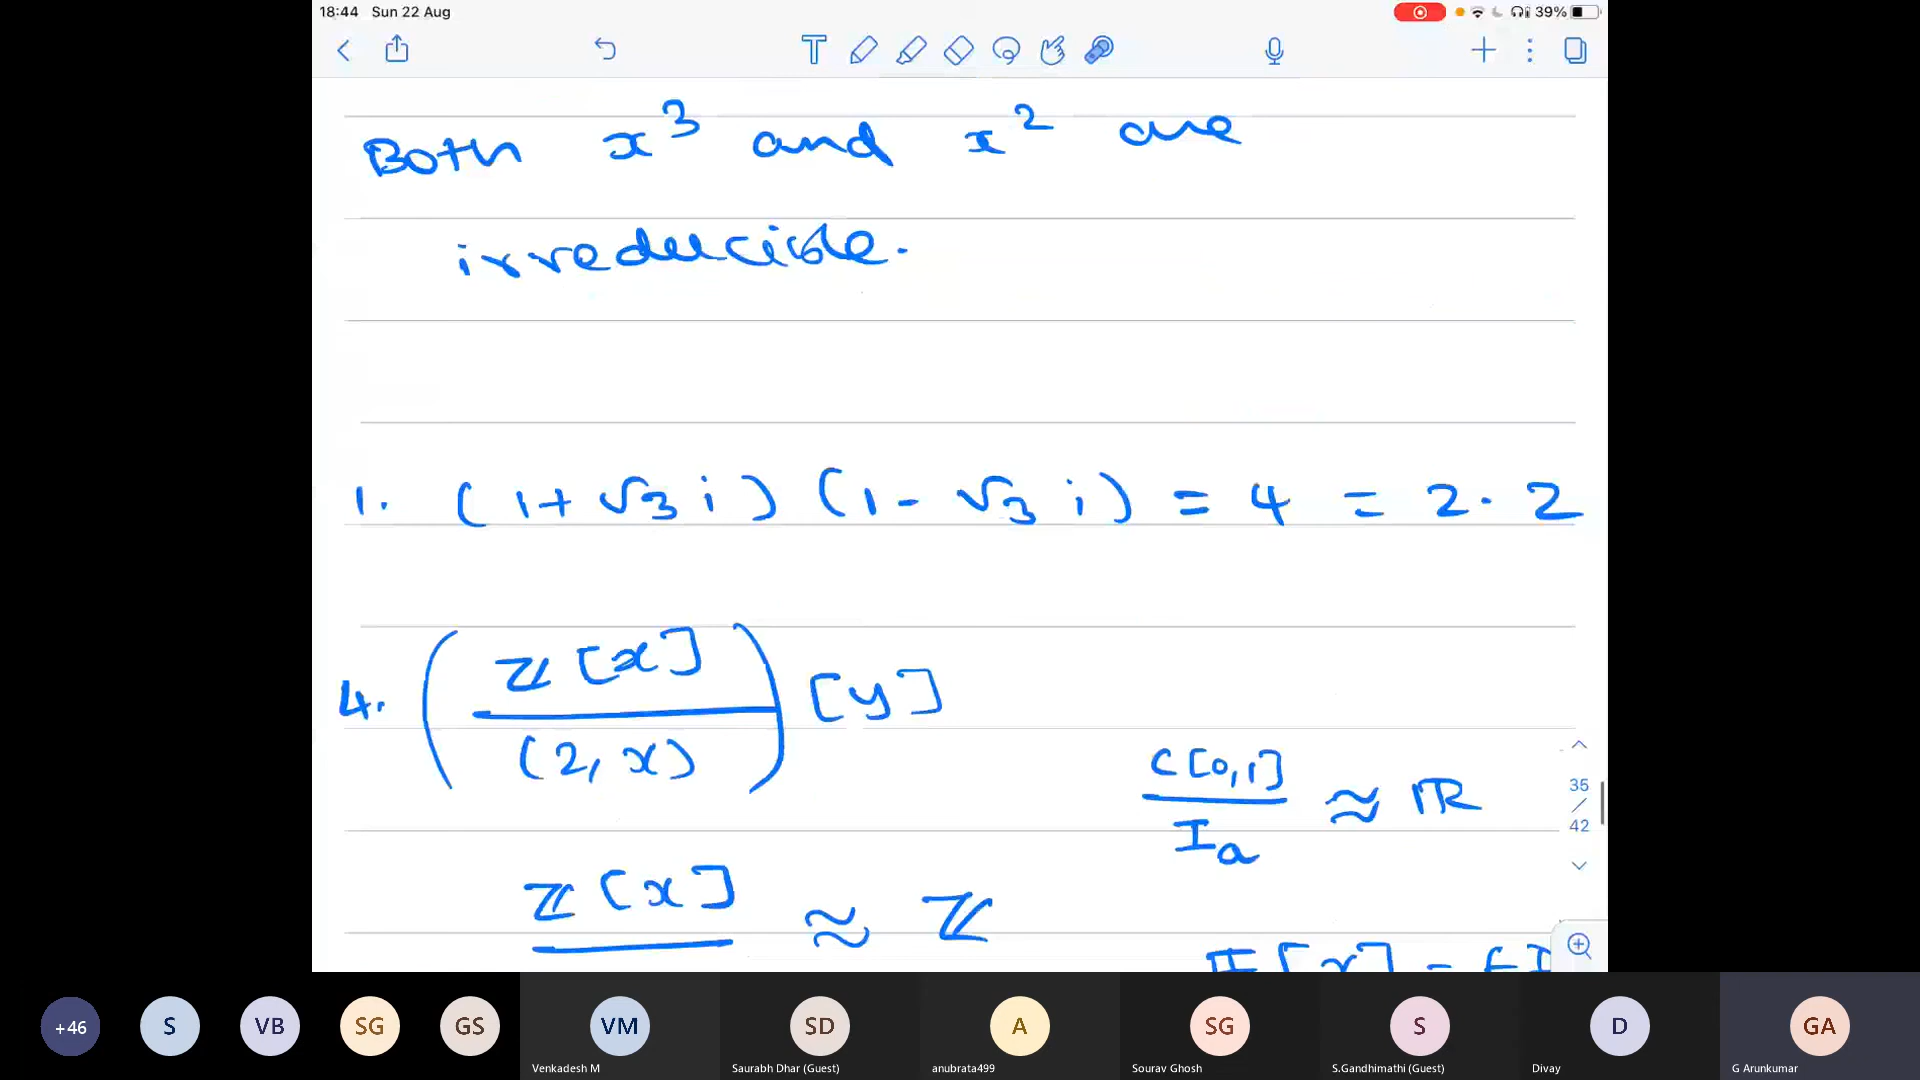 18:44 Sun 22 Aug
39%
Both x³ and x² are
irreducible.
1. (1+√3 i) (1-√3 i) = 4 = 2·2
4. (ℤ[x] / (2, x)) [y]
C[0,1] / I_a ≈ ℝ
35
42
ℤ[x] ≈ ℤ
+46 S VB SG GS VM SD A SG S D GA
Venkadesh M Saurabh Dhar (Guest) anubrata499 Sourav Ghosh S.Gandhimathi (Guest) Divay G Arunkumar